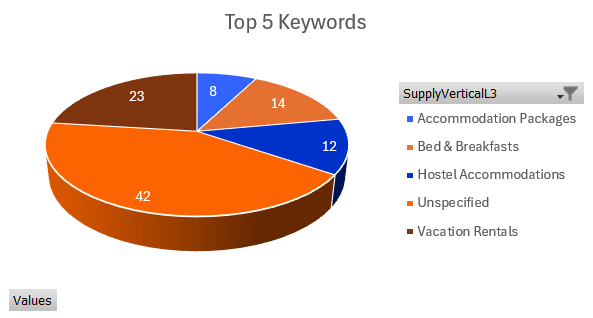 Top 5 Keywords
8
14
12
42
23
SupplyVerticalL3
Accommodation Packages
Bed & Breakfasts
Hostel Accommodations
Unspecified
Vacation Rentals
Values